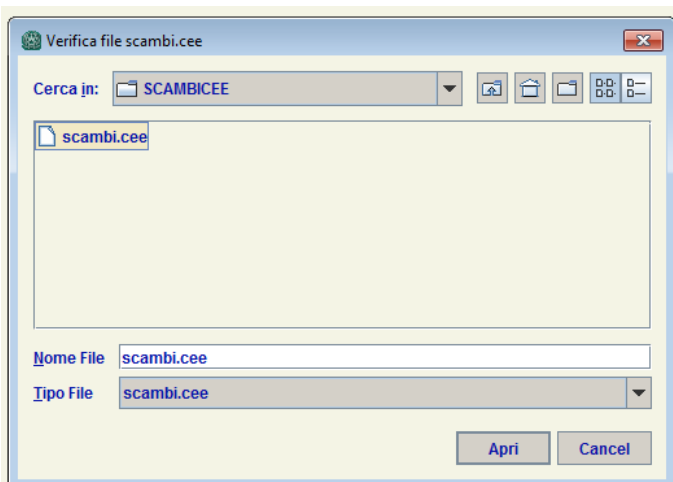 Verifica file scambi.cee
Cerca in: SCAMBICEE
scambi.cee
Nome File scambi.cee
Tipo File scambi.cee
Apri Cancel